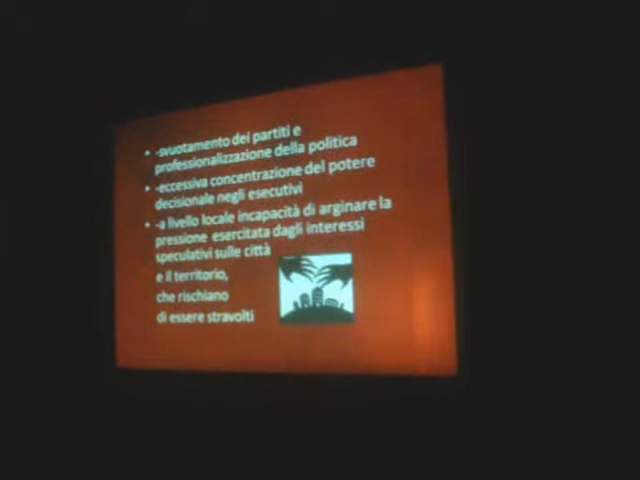 • -svuotamento dei partiti e
professionalizzazione della politica
• -eccessiva concentrazione del potere
decisionale negli esecutivi
• -a livello locale incapacità di arginare la
pressione esercitata dagli interessi
speculativi sulle città
e il territorio,
che rischiano
di essere stravolti